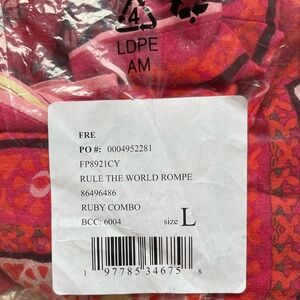 4
LDPE
AM
FRE
PO #: 0004952281
FP8921CY
RULE THE WORLD ROMPE
86496486
RUBY COMBO
BCC: 6004 size L
1 97785 34675 8